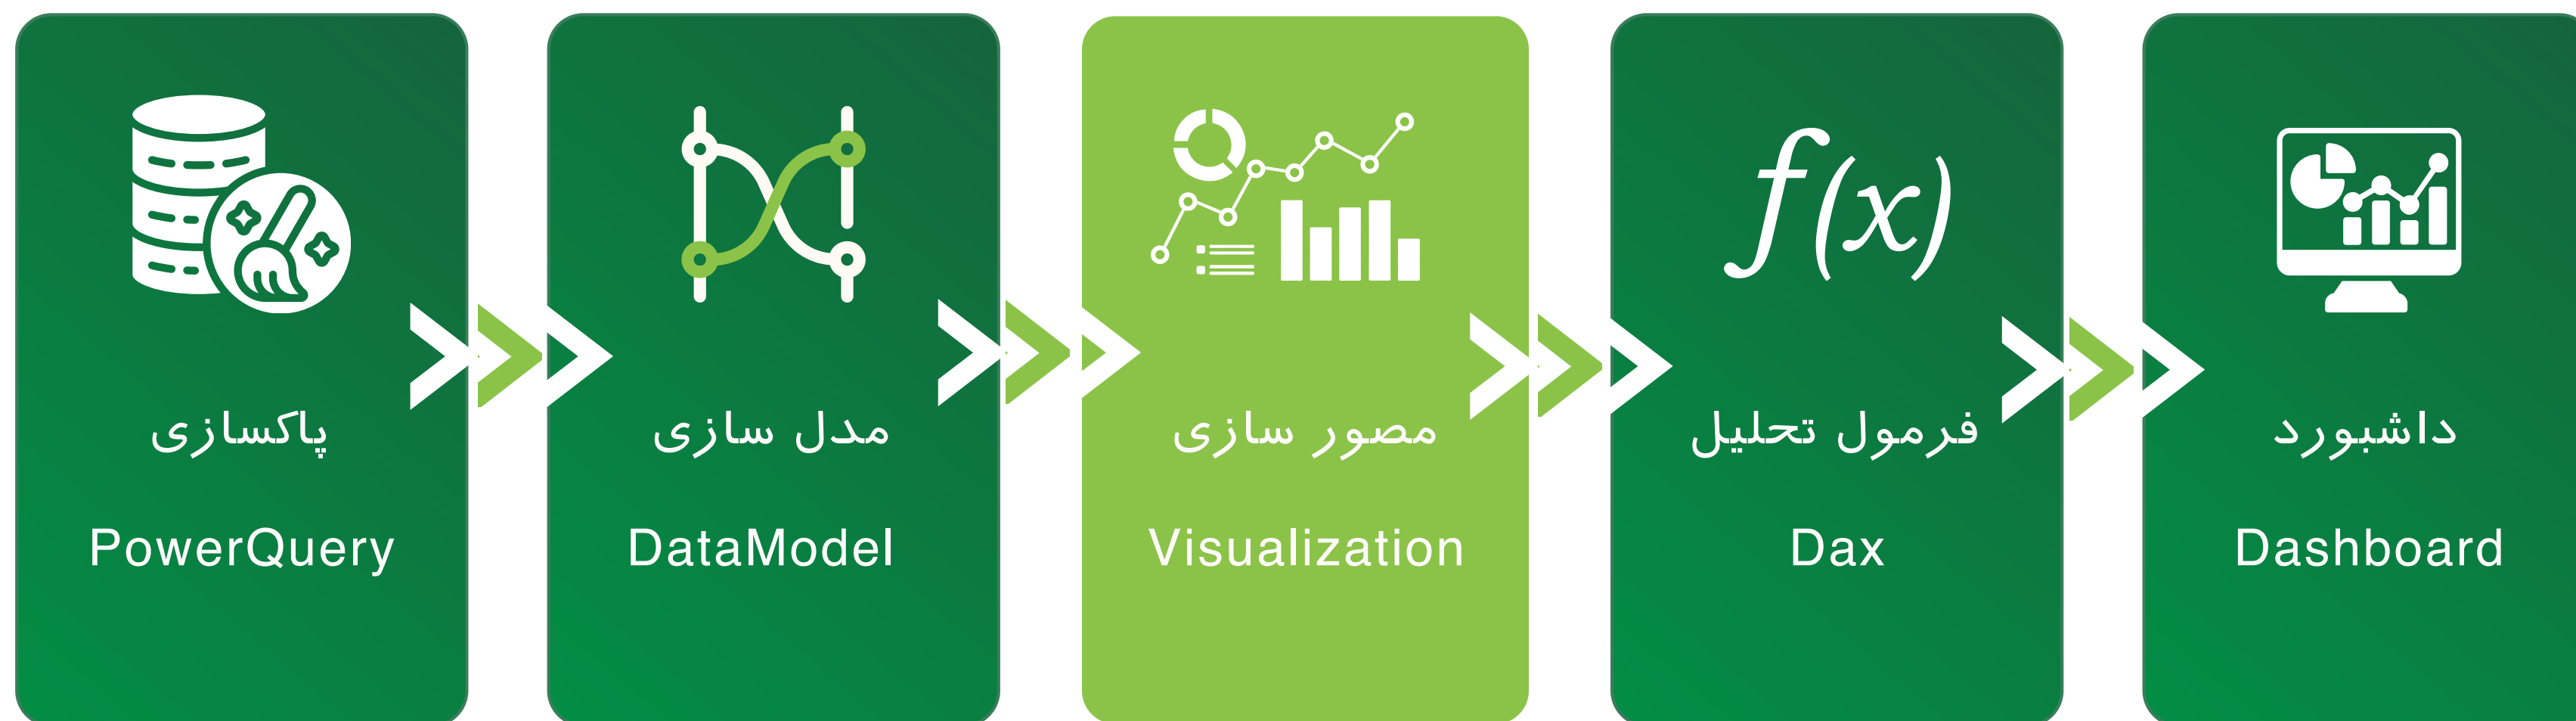 پاکسازی
PowerQuery
مدل سازی
DataModel
مصور سازی
Visualization
f(x)
فرمول تحلیل
Dax
داشبورد
Dashboard